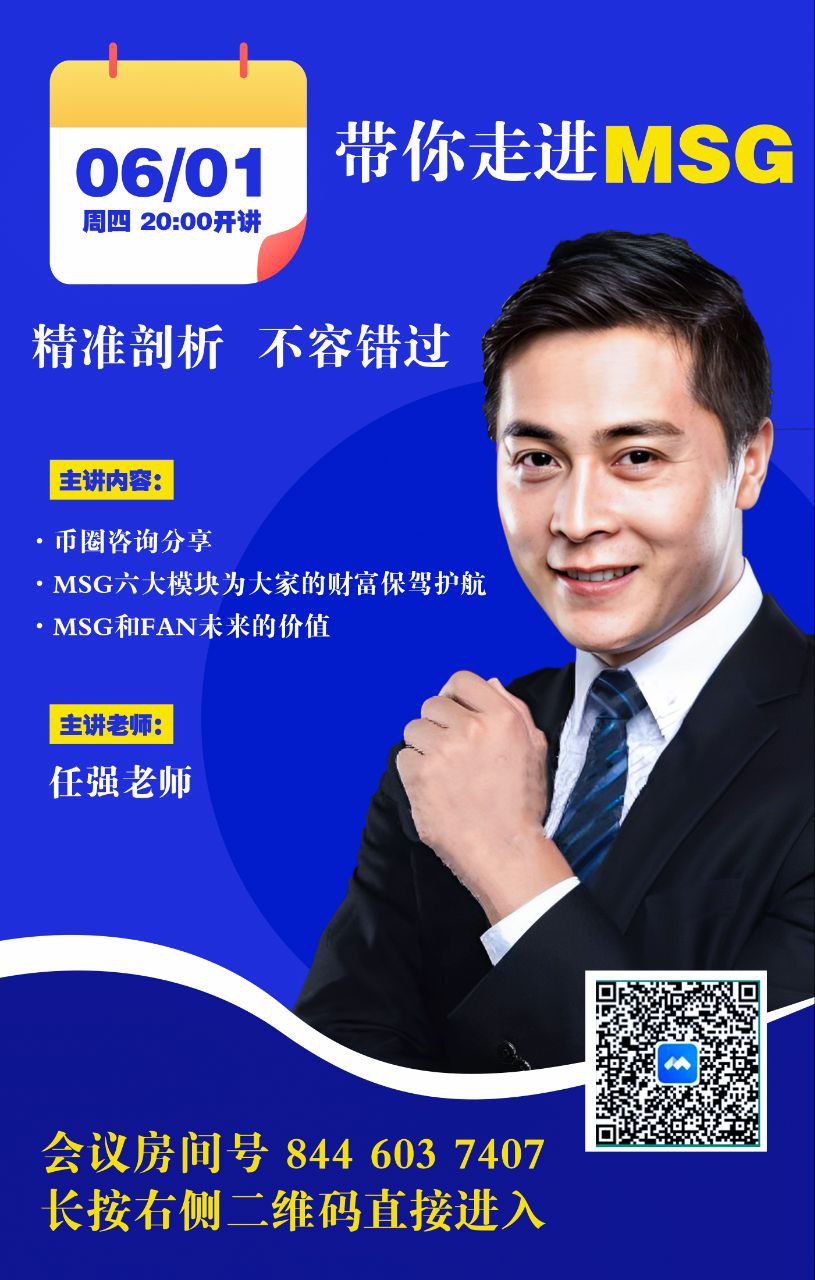 06/01
周四 20:00开讲
带你走进MSG
精准剖析 不容错过
主讲内容：
· 币圈咨询分享
· MSG六大模块为大家的财富保驾护航
· MSG和FAN未来的价值
主讲老师：
任强老师
会议房间号 844 603 7407
长按右侧二维码直接进入